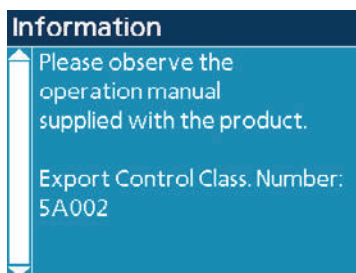 Information
Please observe the
operation manual
supplied with the product.
Export Control Class. Number:
5A002